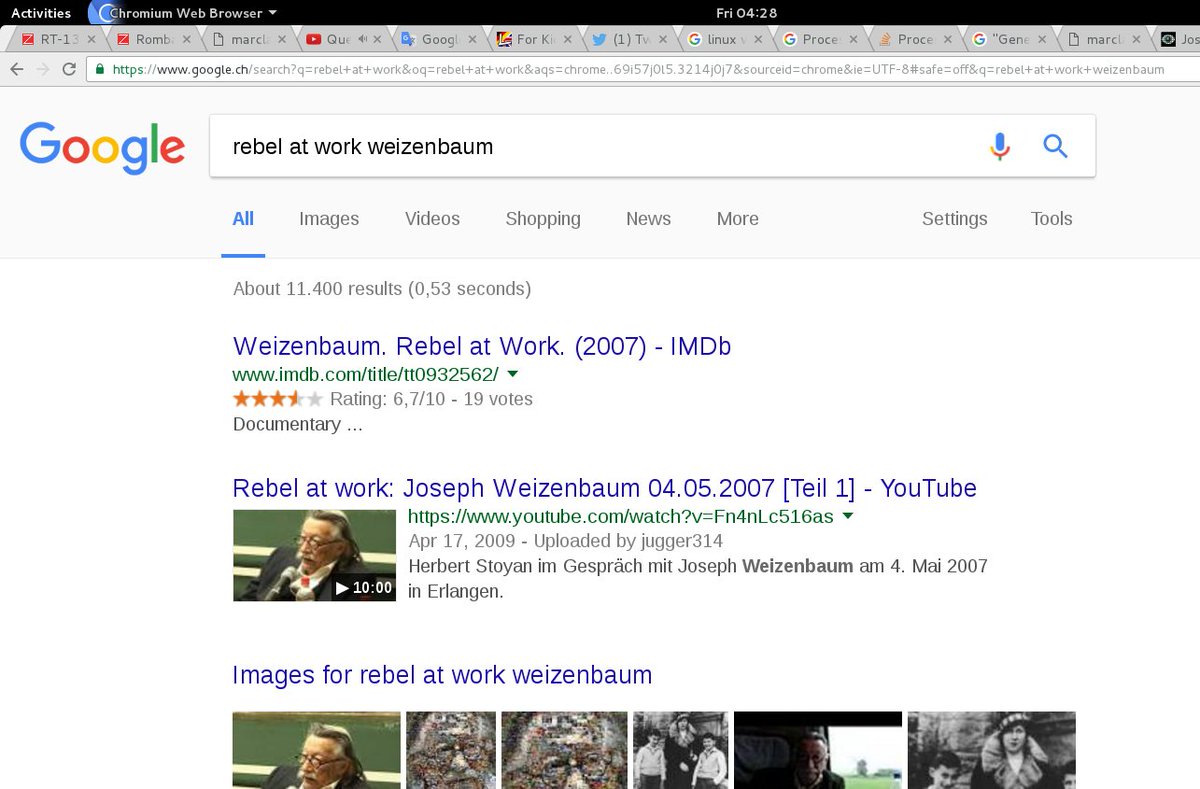 Activities Chromium Web Browser Fri 04:28
RT-13 Romba marcla Que Googl For Kid (1) Tw linux v Proces Proce "Gene marcl Jos
https://www.google.ch/search?q=rebel+at+work&oq=rebel+at+work&aqs=chrome..69i57j0l5.3214j0j7&sourceid=chrome&ie=UTF-8#safe=off&q=rebel+at+work+weizenbaum
Google rebel at work weizenbaum
All Images Videos Shopping News More Settings Tools
About 11.400 results (0,53 seconds)
Weizenbaum. Rebel at Work. (2007) - IMDb
www.imdb.com/title/tt0932562/
Rating: 6,7/10 - 19 votes
Documentary ...
Rebel at work: Joseph Weizenbaum 04.05.2007 [Teil 1] - YouTube
https://www.youtube.com/watch?v=Fn4nLc516as
Apr 17, 2009 - Uploaded by jugger314
Herbert Stoyan im Gespräch mit Joseph Weizenbaum am 4. Mai 2007
in Erlangen.
10:00
Images for rebel at work weizenbaum